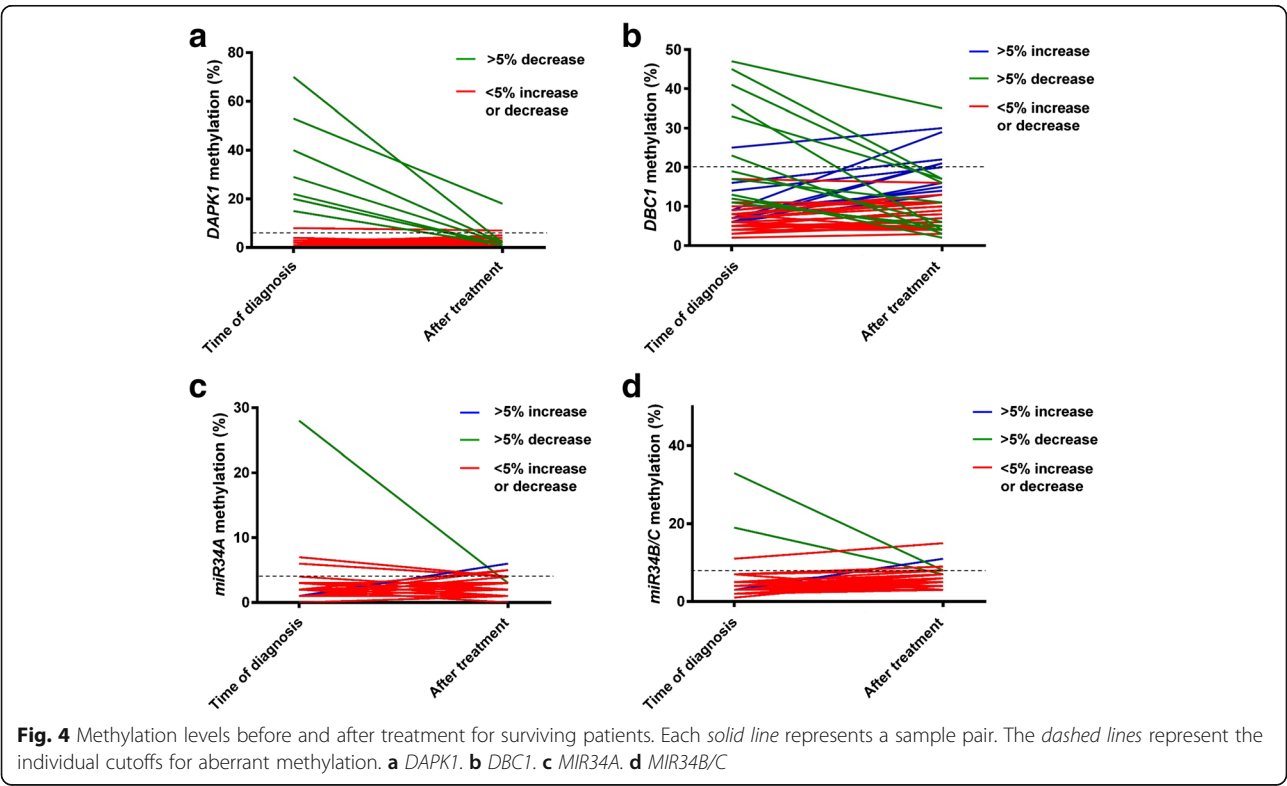 a
80
60
40
20
0
DAPK1 methylation (%)
>5% decrease
<5% increase
or decrease
Time of diagnosis
After treatment
b
50
40
30
20
10
0
DBC1 methylation (%)
>5% increase
>5% decrease
<5% increase
or decrease
Time of diagnosis
After treatment
c
30
20
10
0
miR34A methylation (%)
>5% increase
>5% decrease
<5% increase
or decrease
Time of diagnosis
After treatment
d
40
20
0
miR34B/C methylation (%)
>5% increase
>5% decrease
<5% increase
or decrease
Time of diagnosis
After treatment
Fig. 4 Methylation levels before and after treatment for surviving patients. Each solid line represents a sample pair. The dashed lines represent the
individual cutoffs for aberrant methylation. a DAPK1. b DBC1. c MIR34A. d MIR34B/C